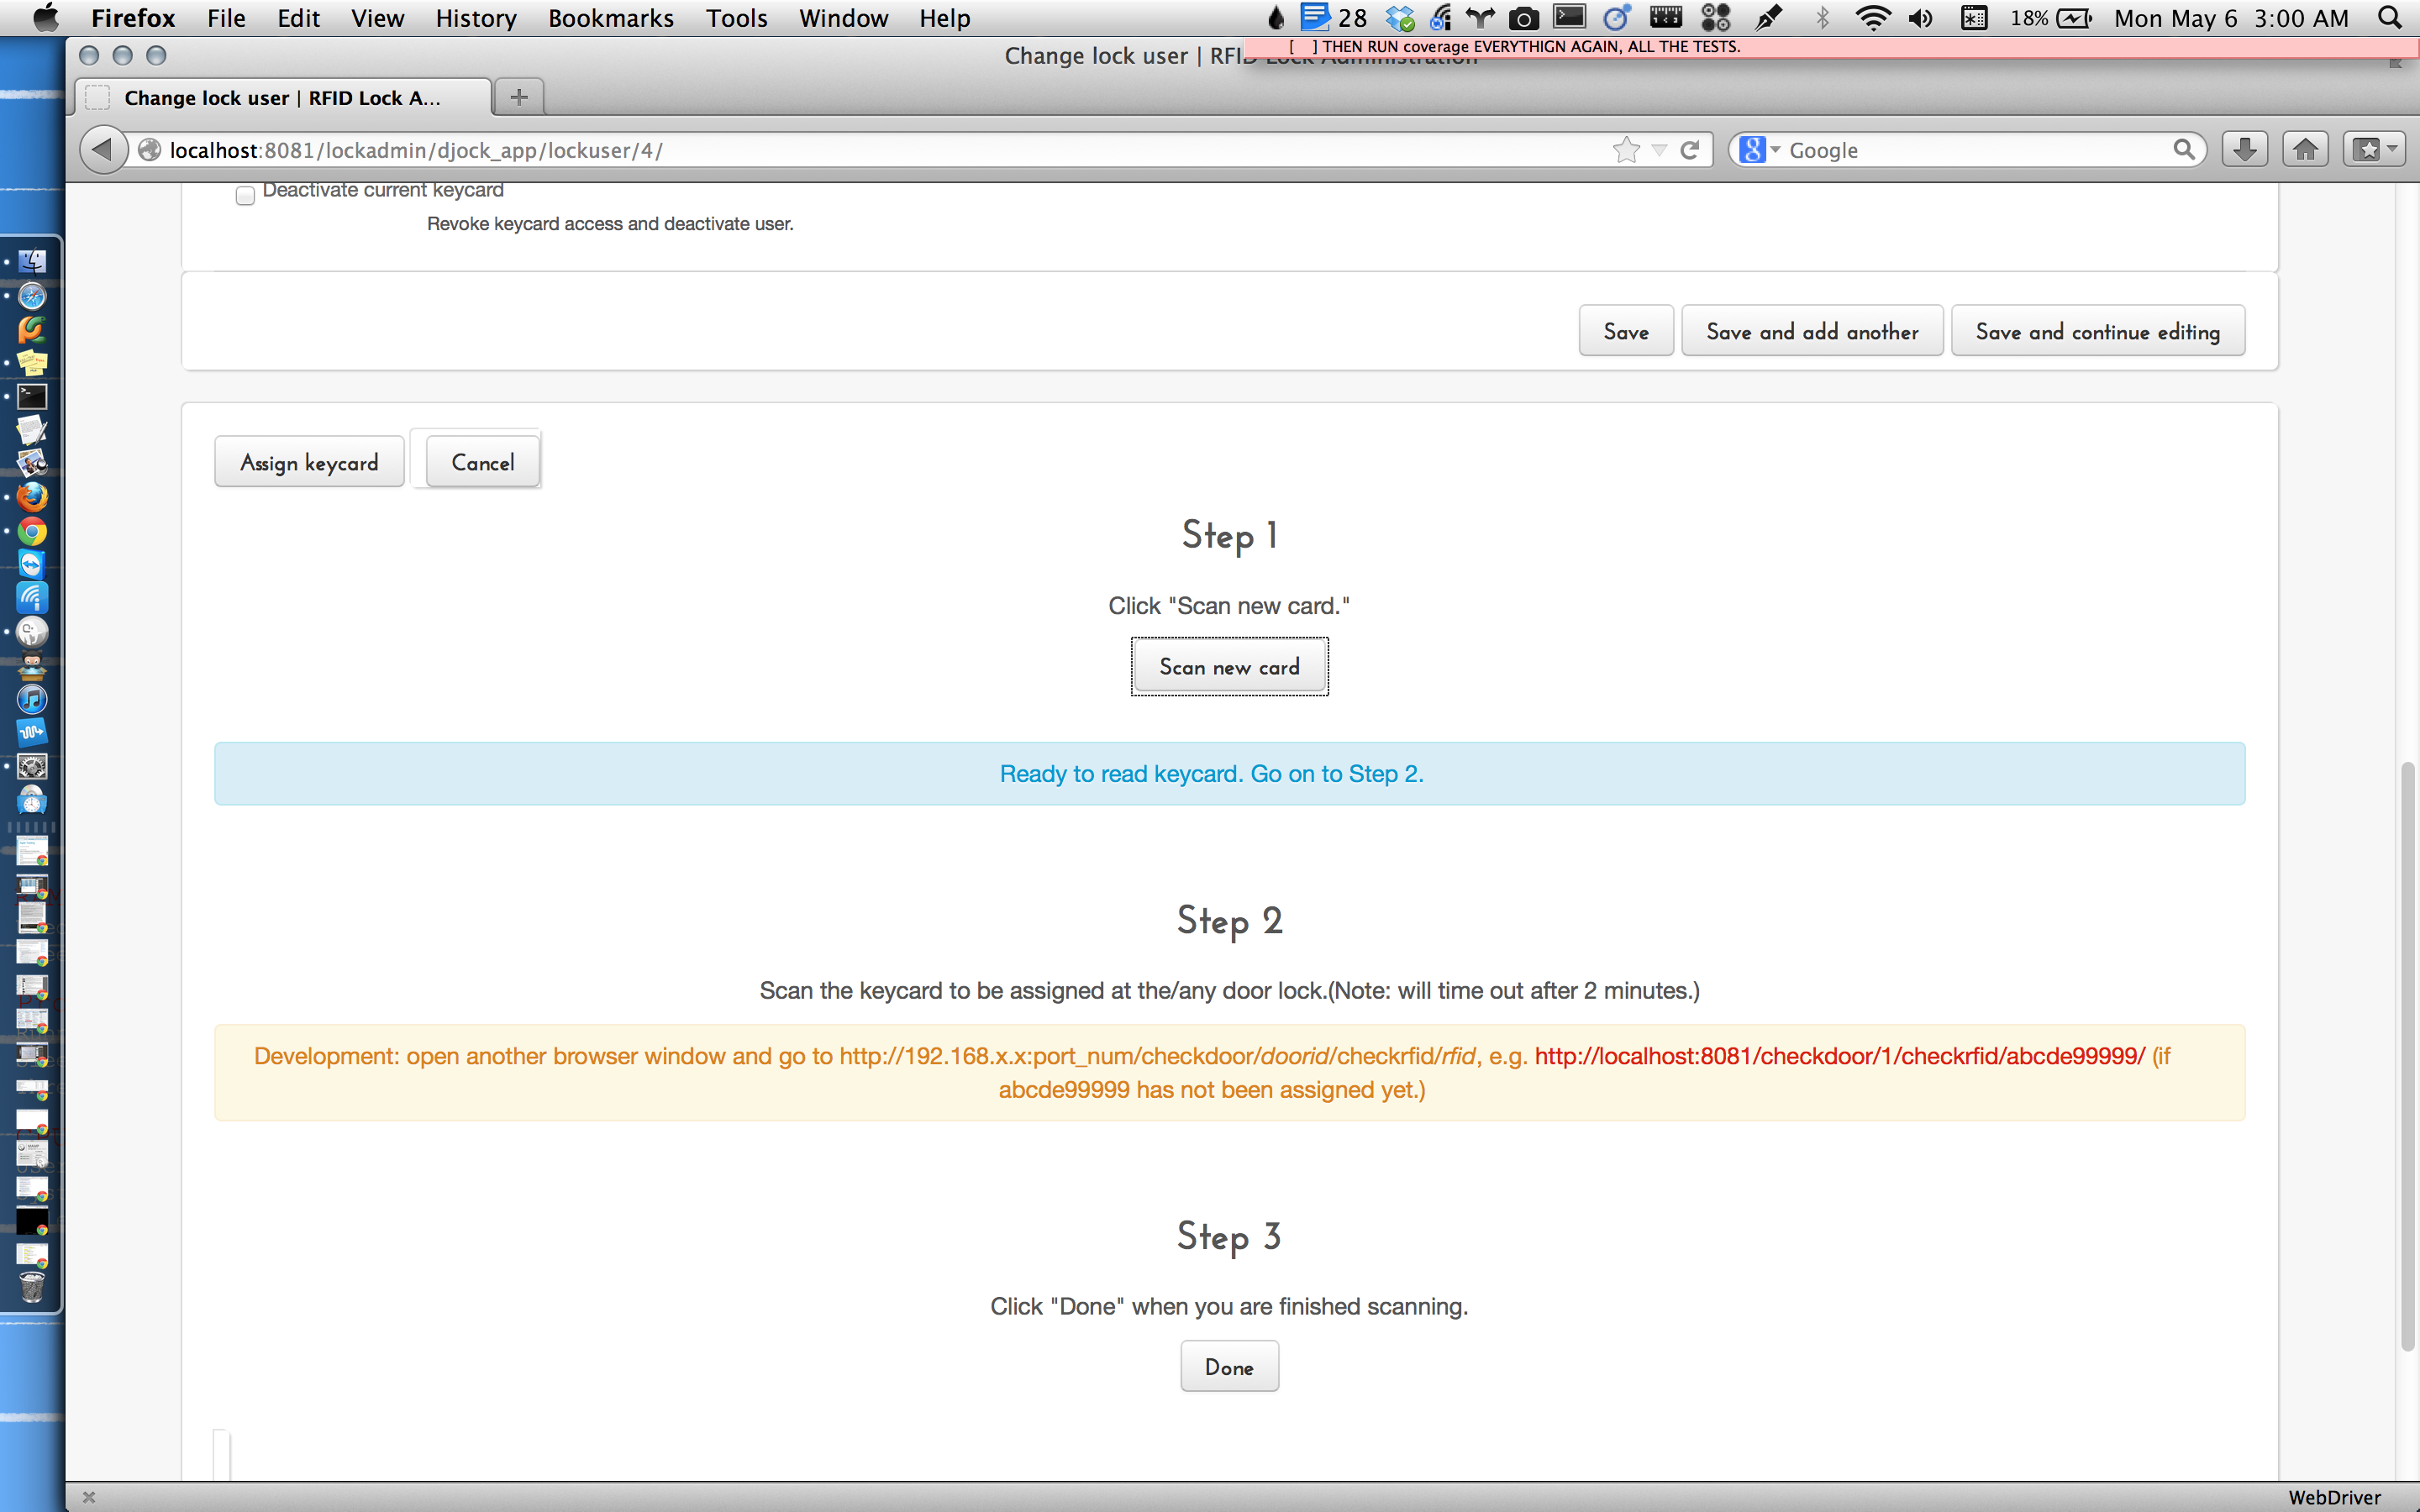 Firefox File Edit View History Bookmarks Tools Window Help 28 18% Mon May 6 3:00 AM
[ ] THEN RUN coverage EVERYTHIGN AGAIN, ALL THE TESTS.
Change lock user | RFID Lock Administration
Change lock user | RFID Lock A...
localhost:8081/lockadmin/djock_app/lockuser/4/
Google
Deactivate current keycard
Revoke keycard access and deactivate user.
Save Save and add another Save and continue editing
Assign keycard Cancel
Step 1
Click "Scan new card."
Scan new card
Ready to read keycard. Go on to Step 2.
Step 2
Scan the keycard to be assigned at the/any door lock.(Note: will time out after 2 minutes.)
Development: open another browser window and go to http://192.168.x.x:port_num/checkdoor/doorid/checkrfid/rfid, e.g. http://localhost:8081/checkdoor/1/checkrfid/abcde99999/ (if
abcde99999 has not been assigned yet.)
Step 3
Click "Done" when you are finished scanning.
Done
WebDriver